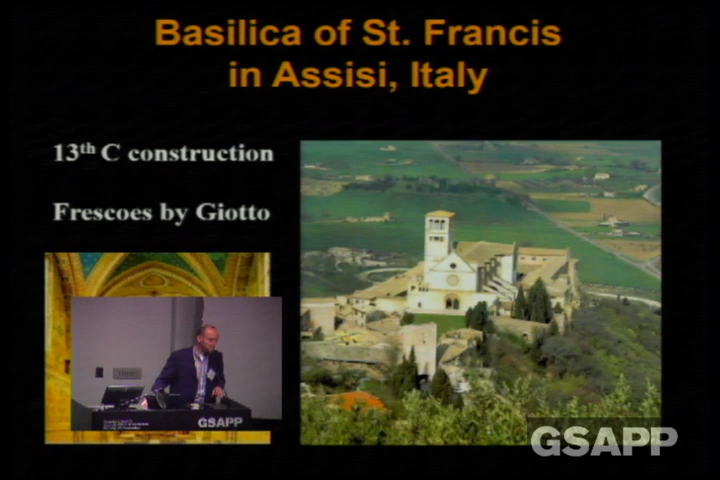 Basilica of St. Francis
in Assisi, Italy
13th C construction
Frescoes by Giotto
GSAPP
GSAPP